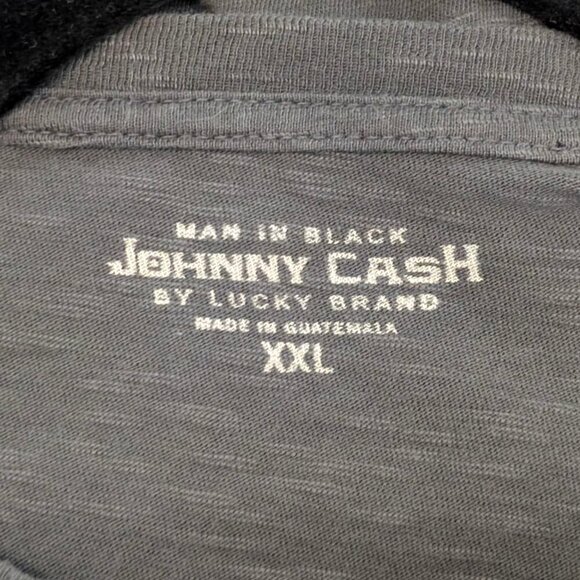 MAN IN BLACK
JOHNNY CASH
BY LUCKY BRAND
MADE IN GUATEMALA
XXL